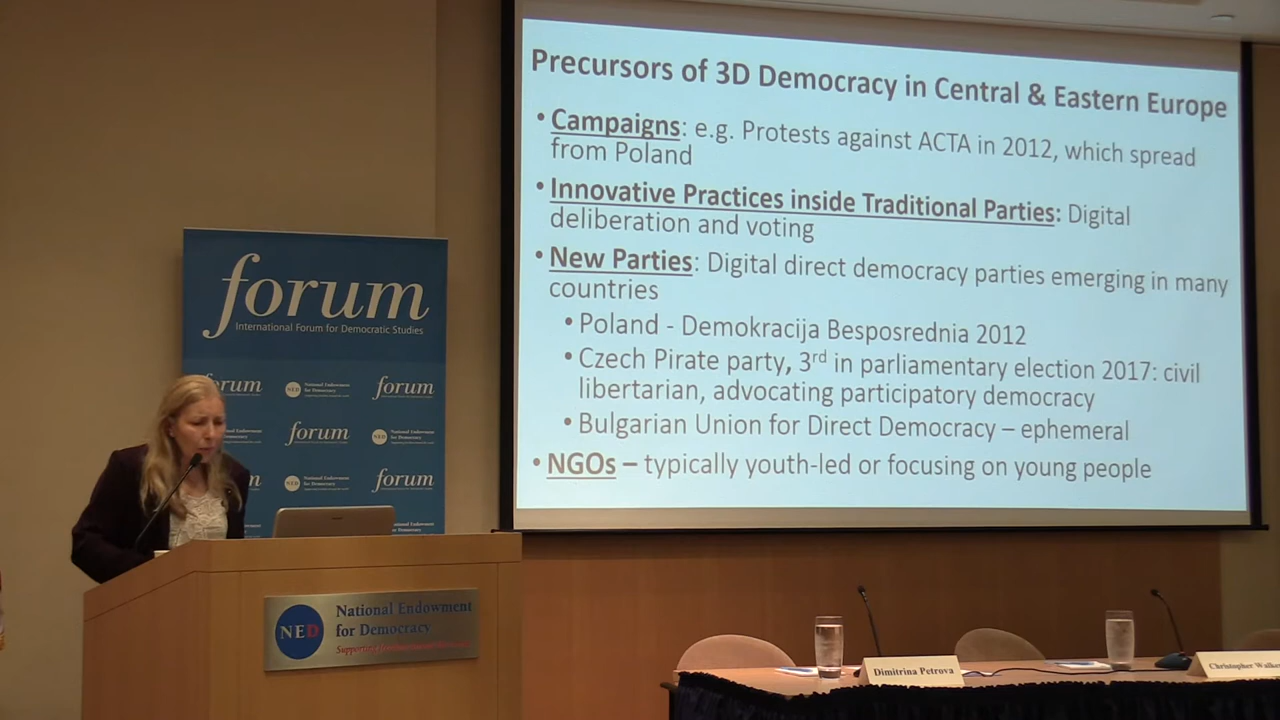 Precursors of 3D Democracy in Central & Eastern Europe
• Campaigns: e.g. Protests against ACTA in 2012, which spread
from Poland
• Innovative Practices inside Traditional Parties: Digital
deliberation and voting
• New Parties: Digital direct democracy parties emerging in many
countries
• Poland - Demokracija Besposrednia 2012
• Czech Pirate party, 3rd in parliamentary election 2017: civil
libertarian, advocating participatory democracy
• Bulgarian Union for Direct Democracy – ephemeral
• NGOs – typically youth-led or focusing on young people
forum
International Forum for Democratic Studies
forum
National Endowment
for Democracy
forum
forum
forum
NED
National Endowment
for Democracy
Dimitrina Petrova
Christopher